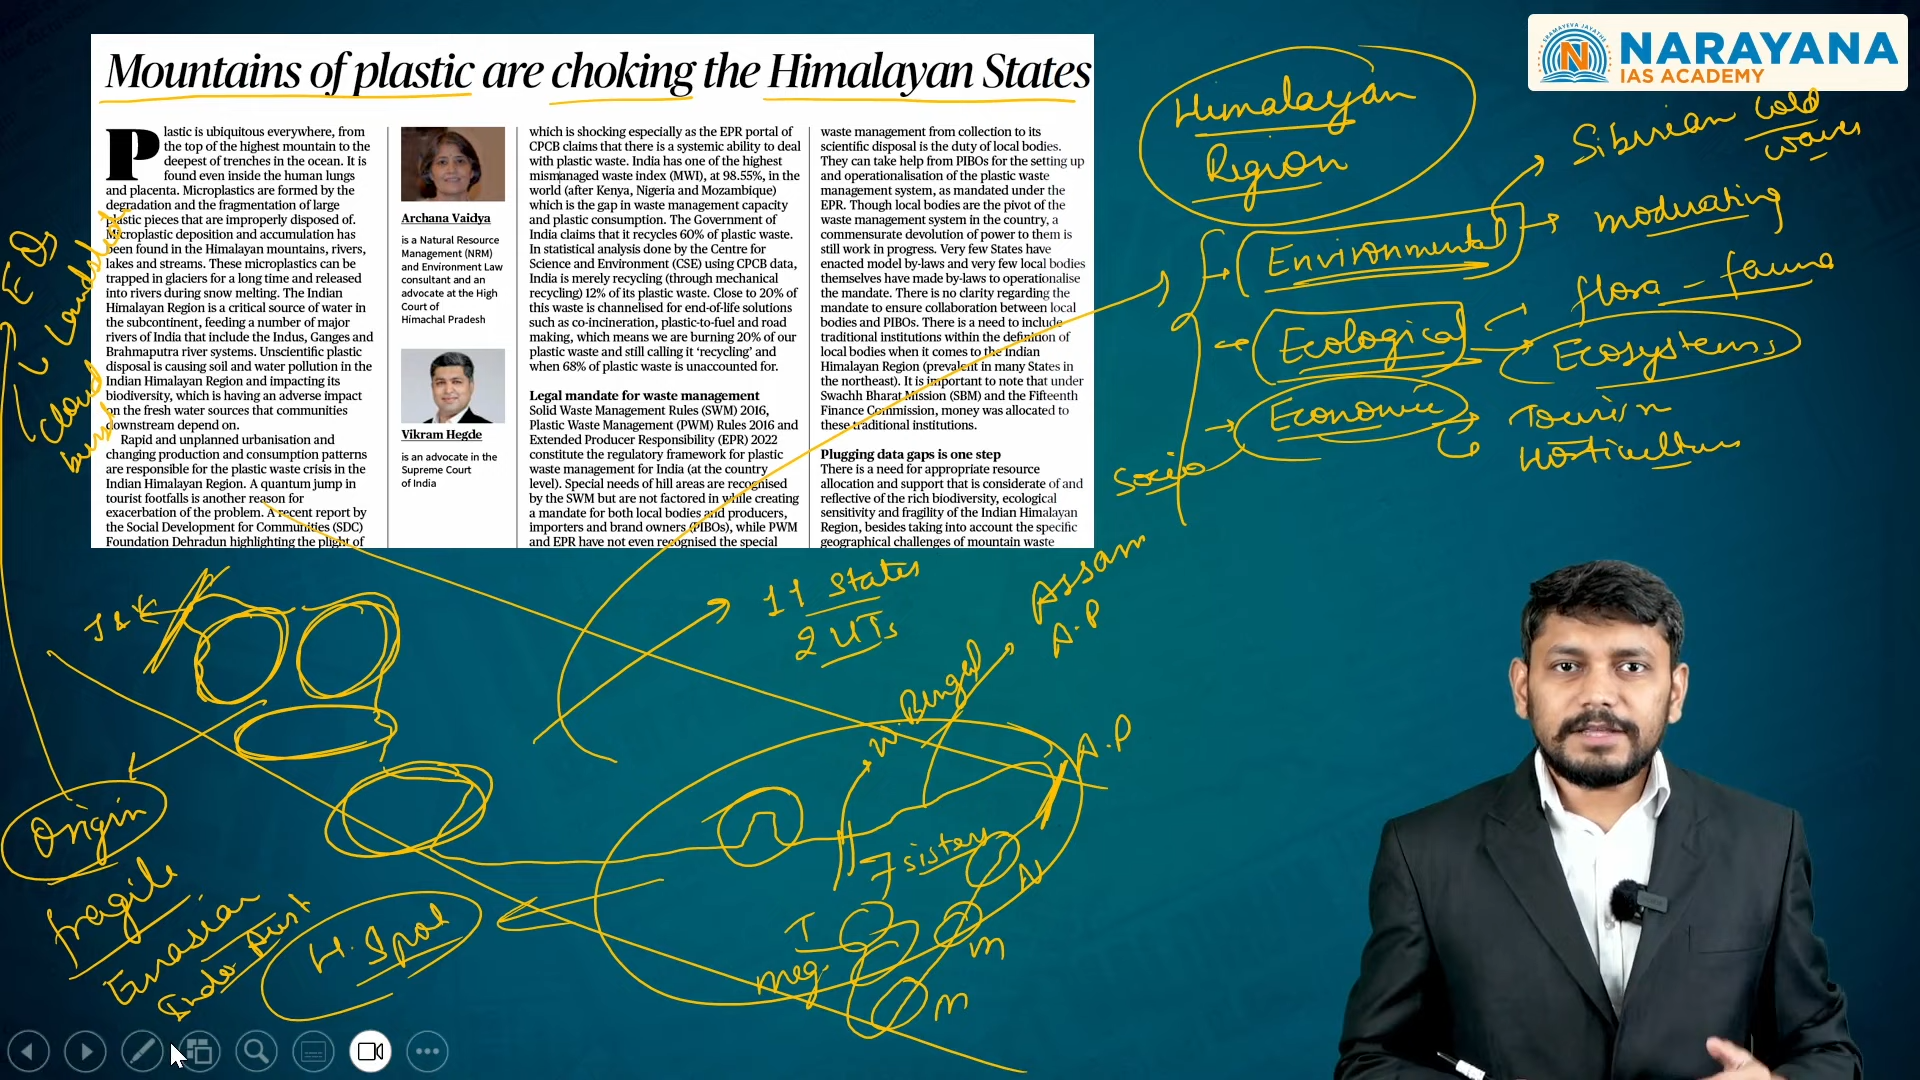 Mountains of plastic are choking the Himalayan States
Plastic is ubiquitous everywhere, from
the top of the highest mountain to the
deepest of trenches in the ocean. It is
found even inside the human lungs
and placenta. Microplastics are formed by the
degradation and the fragmentation of large
plastic pieces that are improperly disposed of.
Microplastic deposition and accumulation has
been found in the Himalayan mountains, rivers,
lakes and streams. These microplastics can be
trapped in glaciers for a long time and released
into rivers during snow melting. The Indian
Himalayan Region is a critical source of water in
the subcontinent, feeding a number of major
rivers of India that include the Indus, Ganges and
Brahmaputra river systems. Unscientific plastic
disposal is causing soil and water pollution in the
Indian Himalayan Region and impacting its
biodiversity, which is having an adverse impact
on the fresh water sources that communities
downstream depend on.
Rapid and unplanned urbanisation and
changing production and consumption patterns
are responsible for the plastic waste crisis in the
Indian Himalayan Region. A quantum jump in
tourist footfalls is another reason for
exacerbation of the problem. A recent report by
the Social Development for Communities (SDC)
Foundation Dehradun highlighting the plight of
Archana Vaidya
is a Natural Resource
Management (NRM)
and Environment Law
consultant and an
advocate at the High
Court of
Himachal Pradesh
Vikram Hegde
is an advocate in the
Supreme Court
of India
which is shocking especially as the EPR portal of
CPCB claims that there is a systemic ability to deal
with plastic waste. India has one of the highest
mismanaged waste index (MWI), at 98.55%, in the
world (after Kenya, Nigeria and Mozambique)
which is the gap in waste management capacity
and plastic consumption. The Government of
India claims that it recycles 60% of plastic waste.
In statistical analysis done by the Centre for
Science and Environment (CSE) using CPCB data,
India is merely recycling (through mechanical
recycling) 12% of its plastic waste. Close to 20% of
this waste is channelised for end-of-life solutions
such as co-incineration, plastic-to-fuel and road
making, which means we are burning 20% of our
plastic waste and still calling it ‘recycling’ and
when 68% of plastic waste is unaccounted for.
Legal mandate for waste management
Solid Waste Management Rules (SWM) 2016,
Plastic Waste Management (PWM) Rules 2016 and
Extended Producer Responsibility (EPR) 2022
constitute the regulatory framework for plastic
waste management for India (at the country
level). Special needs of hill areas are recognised
by the SWM but are not factored in while creating
a mandate for both local bodies and producers,
importers and brand owners (PIBOs), while PWM
and EPR have not even recognised the special
waste management from collection to its
scientific disposal is the duty of local bodies.
They can take help from PIBOs for the setting up
and operationalisation of the plastic waste
management system, as mandated under the
EPR. Though local bodies are the pivot of the
waste management system in the country, a
commensurate devolution of power to them is
still work in progress. Very few States have
enacted model by-laws and very few local bodies
themselves have made by-laws to operationalise
the mandate. There is no clarity regarding the
mandate to ensure collaboration between local
bodies and PIBOs. There is a need to include
traditional institutions within the definition of
local bodies when it comes to the Indian
Himalayan Region (prevalent in many States in
the northeast). It is important to note that under
Swachh Bharat Mission (SBM) and the Fifteenth
Finance Commission, money was allocated to
these traditional institutions.
Plugging data gaps is one step
There is a need for appropriate resource
allocation and support that is considerate of and
reflective of the rich biodiversity, ecological
sensitivity and fragility of the Indian Himalayan
Region, besides taking into account the specific
geographical challenges of mountain waste
NARAYANA
IAS ACADEMY
N
Himalayan
Region
Siberian cold
waves
Environmental
moderating
flora - fauna
Ecological
Ecosystems
Economic
Tourism
Horticulture
Socio
EQs
Landslist
Cloud
burst
J&K
11 States
2 UTs
Assam
A.P
W. Bengal
A.P
7 sisters
N
T
m
meg.
m
Origin
fragile
Eurasian
Indo Aust
H. Spot